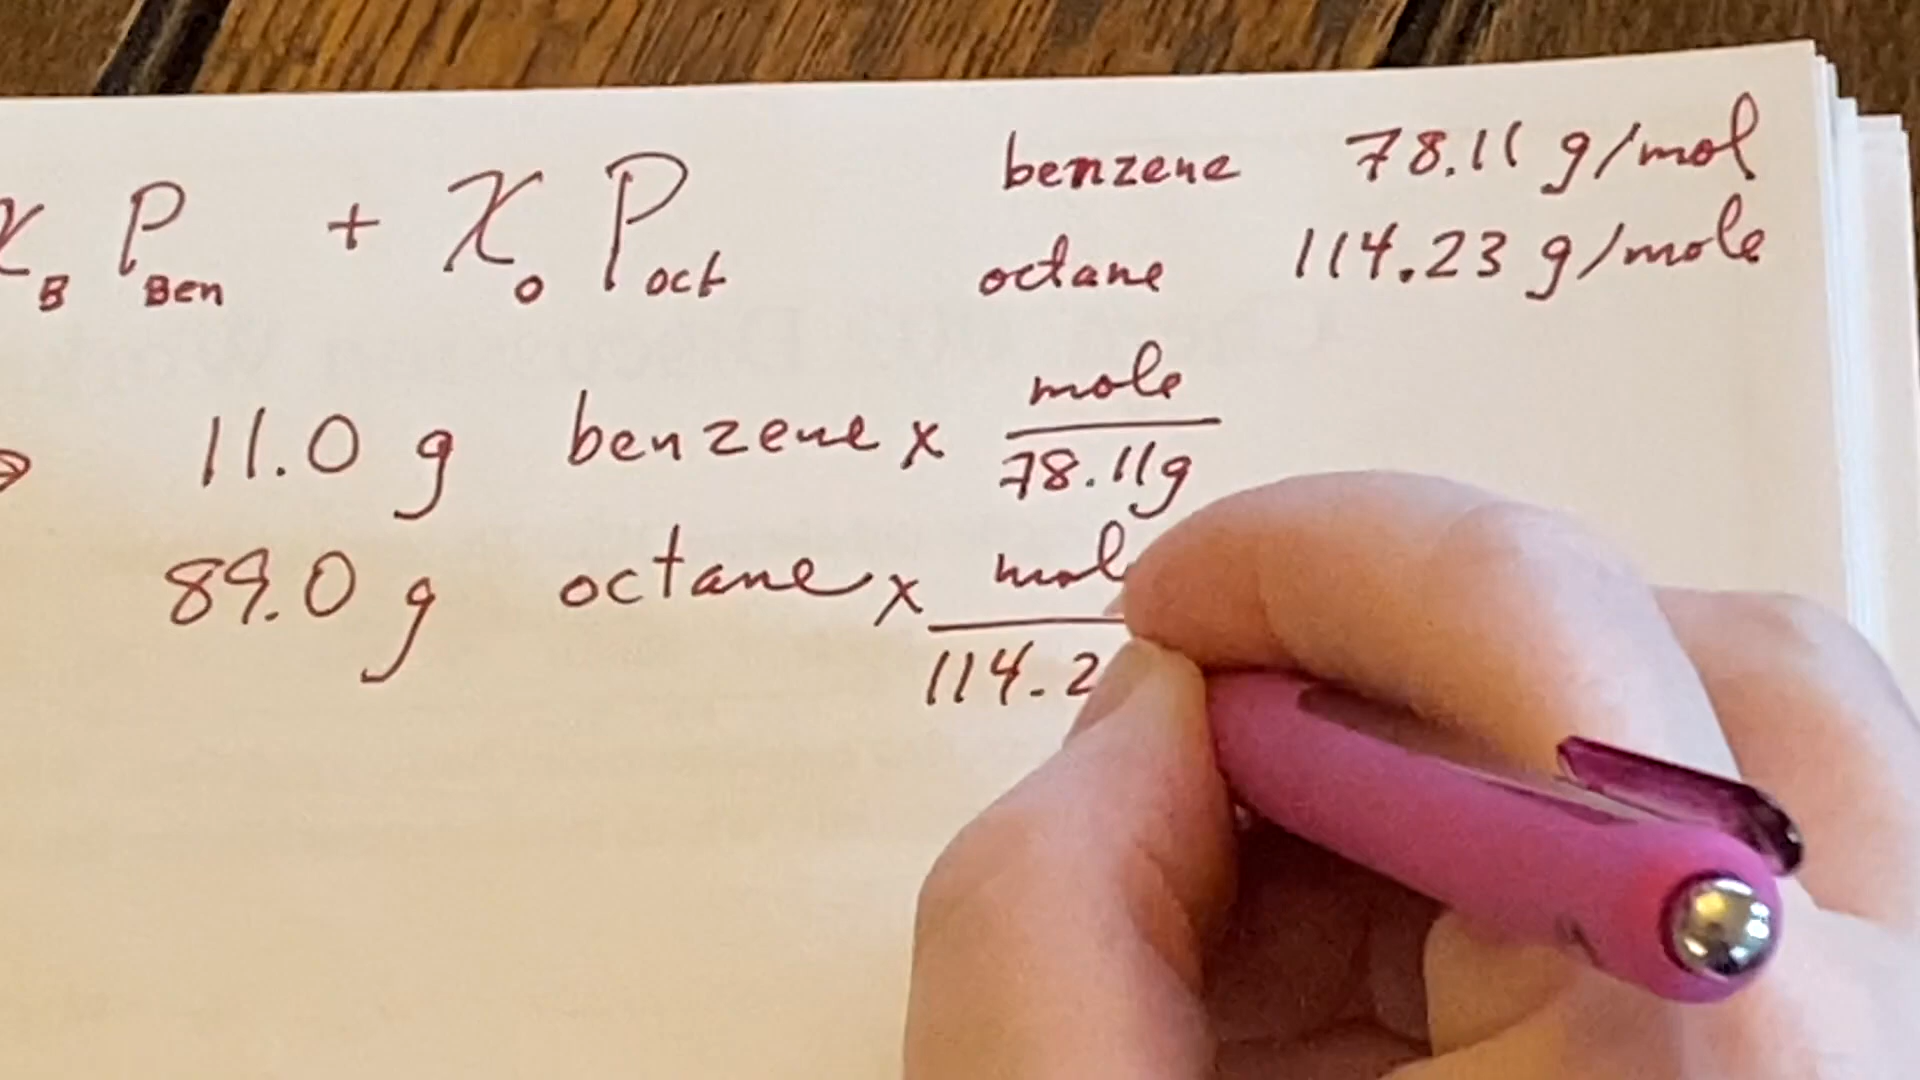 χ_B P_Ben + χ_o P_oct
benzene 78.11 g/mol
octane 114.23 g/mole
11.0 g benzene x mole
78.11g
89.0 g octane x mol
114.2